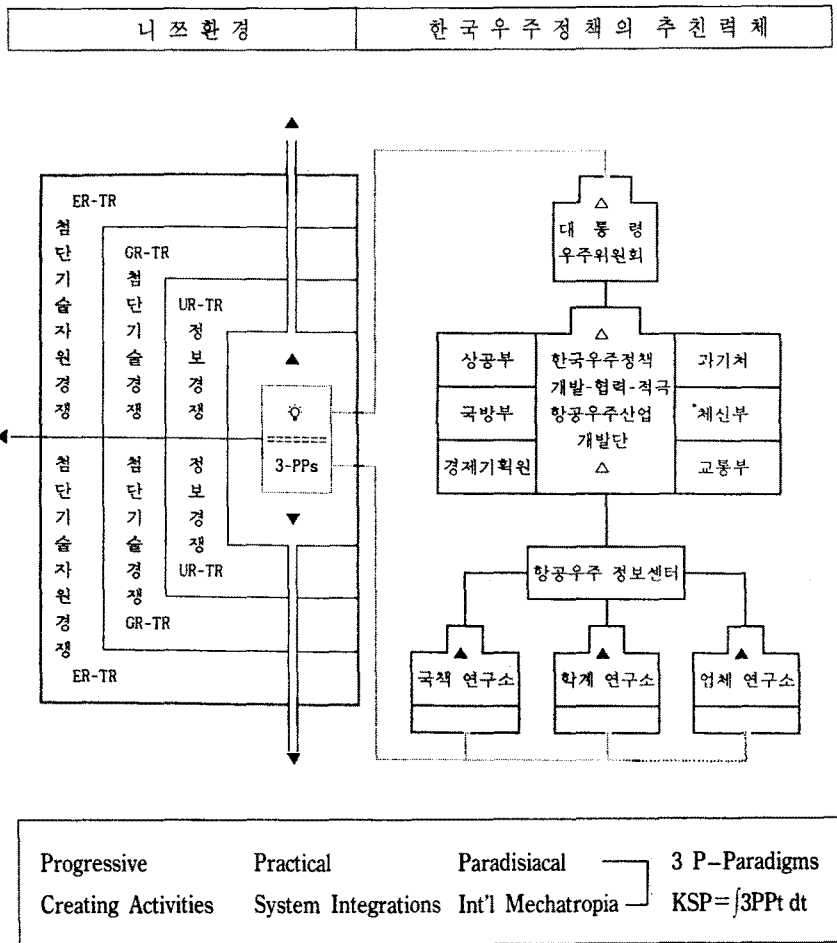 니쯔환경
한국우주정책의 추진력체
ER-TR
첨단기술자원경쟁
GR-TR
첨단기술경쟁
UR-TR
정보경쟁
3-PPs
첨단기술자원경쟁
ER-TR
첨단기술경쟁
GR-TR
정보경쟁
UR-TR
대통령
우주위원회
상공부
국방부
경제기획원
한국우주정책
개발-협력-적극
항공우주산업
개발단
과기처
체신부
교통부
항공우주 정보센터
국책 연구소
학계 연구소
업체 연구소
Progressive Practical Paradisiacal 3 P-Paradigms
Creating Activities System Integrations Int'l Mechatropia KSP=∫3PPt dt